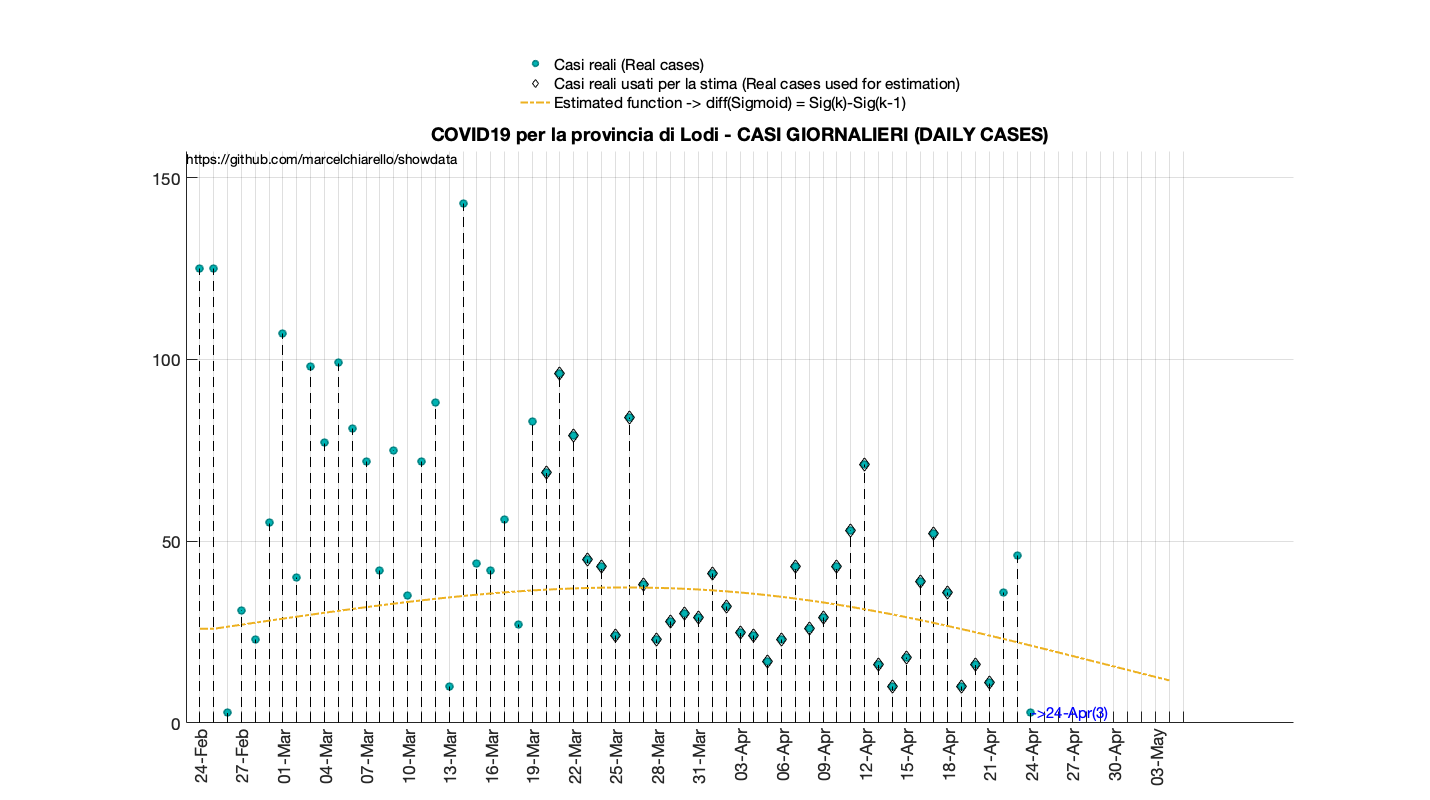 Casi reali (Real cases)
Casi reali usati per la stima (Real cases used for estimation)
Estimated function -> diff(Sigmoid) = Sig(k)-Sig(k-1)
COVID19 per la provincia di Lodi - CASI GIORNALIERI (DAILY CASES)
https://github.com/marcelchiarello/showdata
150
100
50
0
->24-Apr(3)
24-Feb
27-Feb
01-Mar
04-Mar
07-Mar
10-Mar
13-Mar
16-Mar
19-Mar
22-Mar
25-Mar
28-Mar
31-Mar
03-Apr
06-Apr
09-Apr
12-Apr
15-Apr
18-Apr
21-Apr
24-Apr
27-Apr
30-Apr
03-May